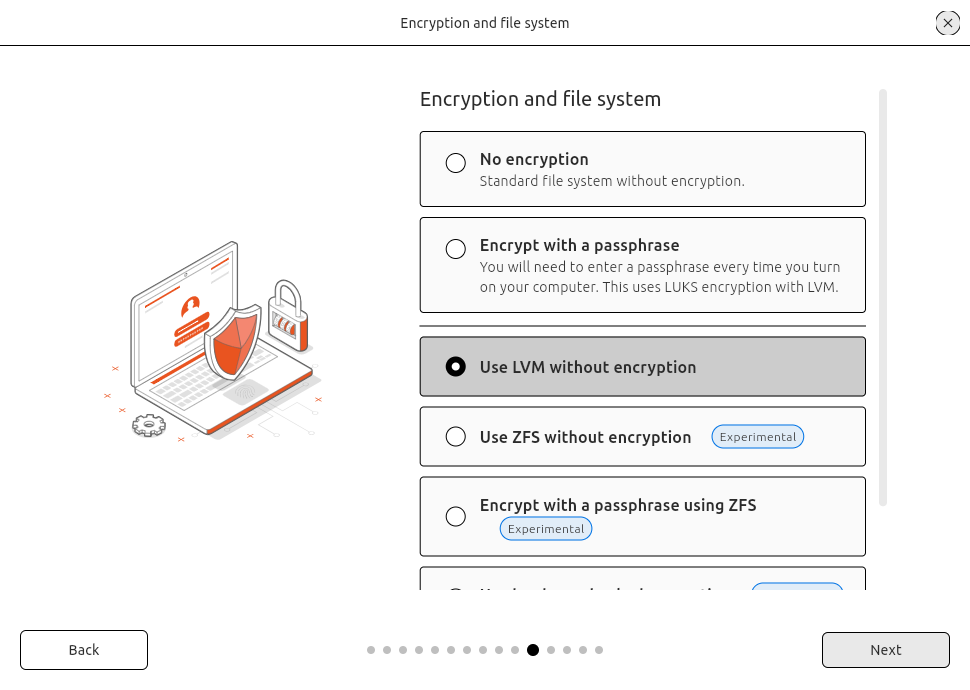 Encryption and file system
Encryption and file system
No encryption
Standard file system without encryption.
Encrypt with a passphrase
You will need to enter a passphrase every time you turn
on your computer. This uses LUKS encryption with LVM.
Use LVM without encryption
Use ZFS without encryption Experimental
Encrypt with a passphrase using ZFS
Experimental
Back
Next